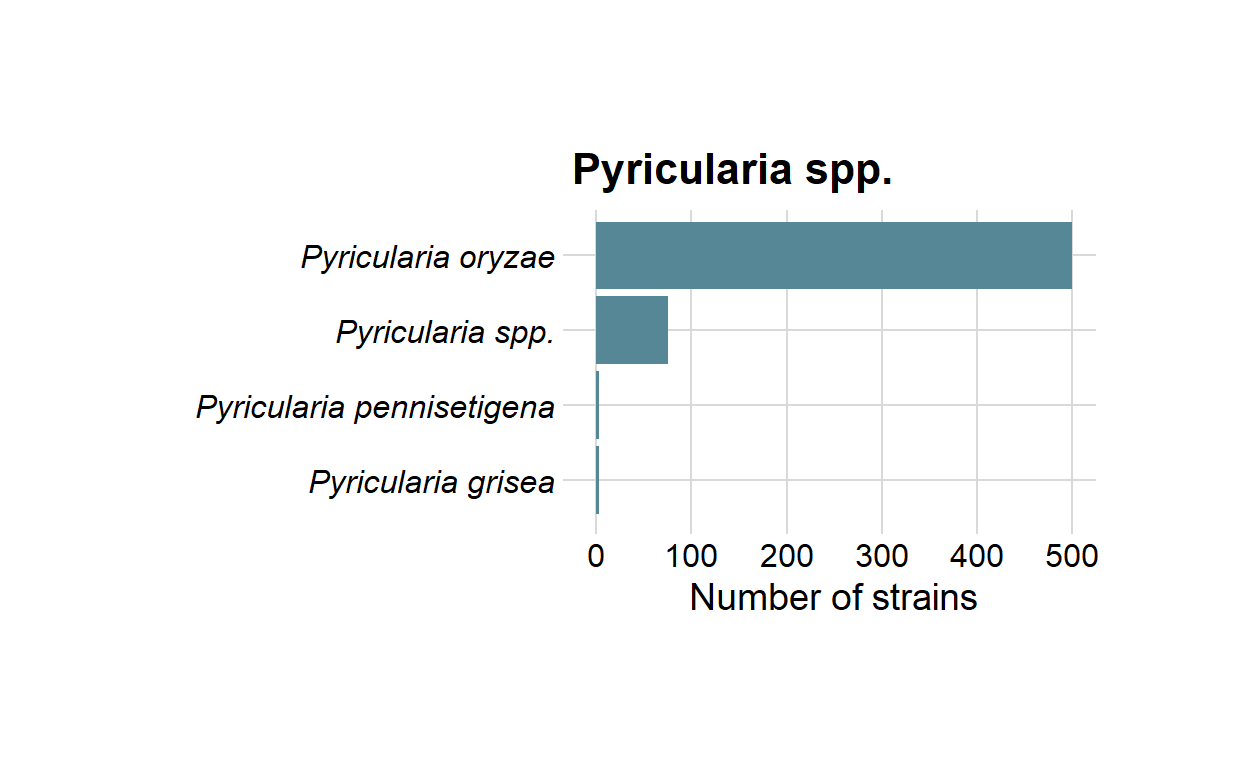 Pyricularia spp.
Pyricularia oryzae
Pyricularia spp.
Pyricularia pennisetigena
Pyricularia grisea
0 100 200 300 400 500
Number of strains